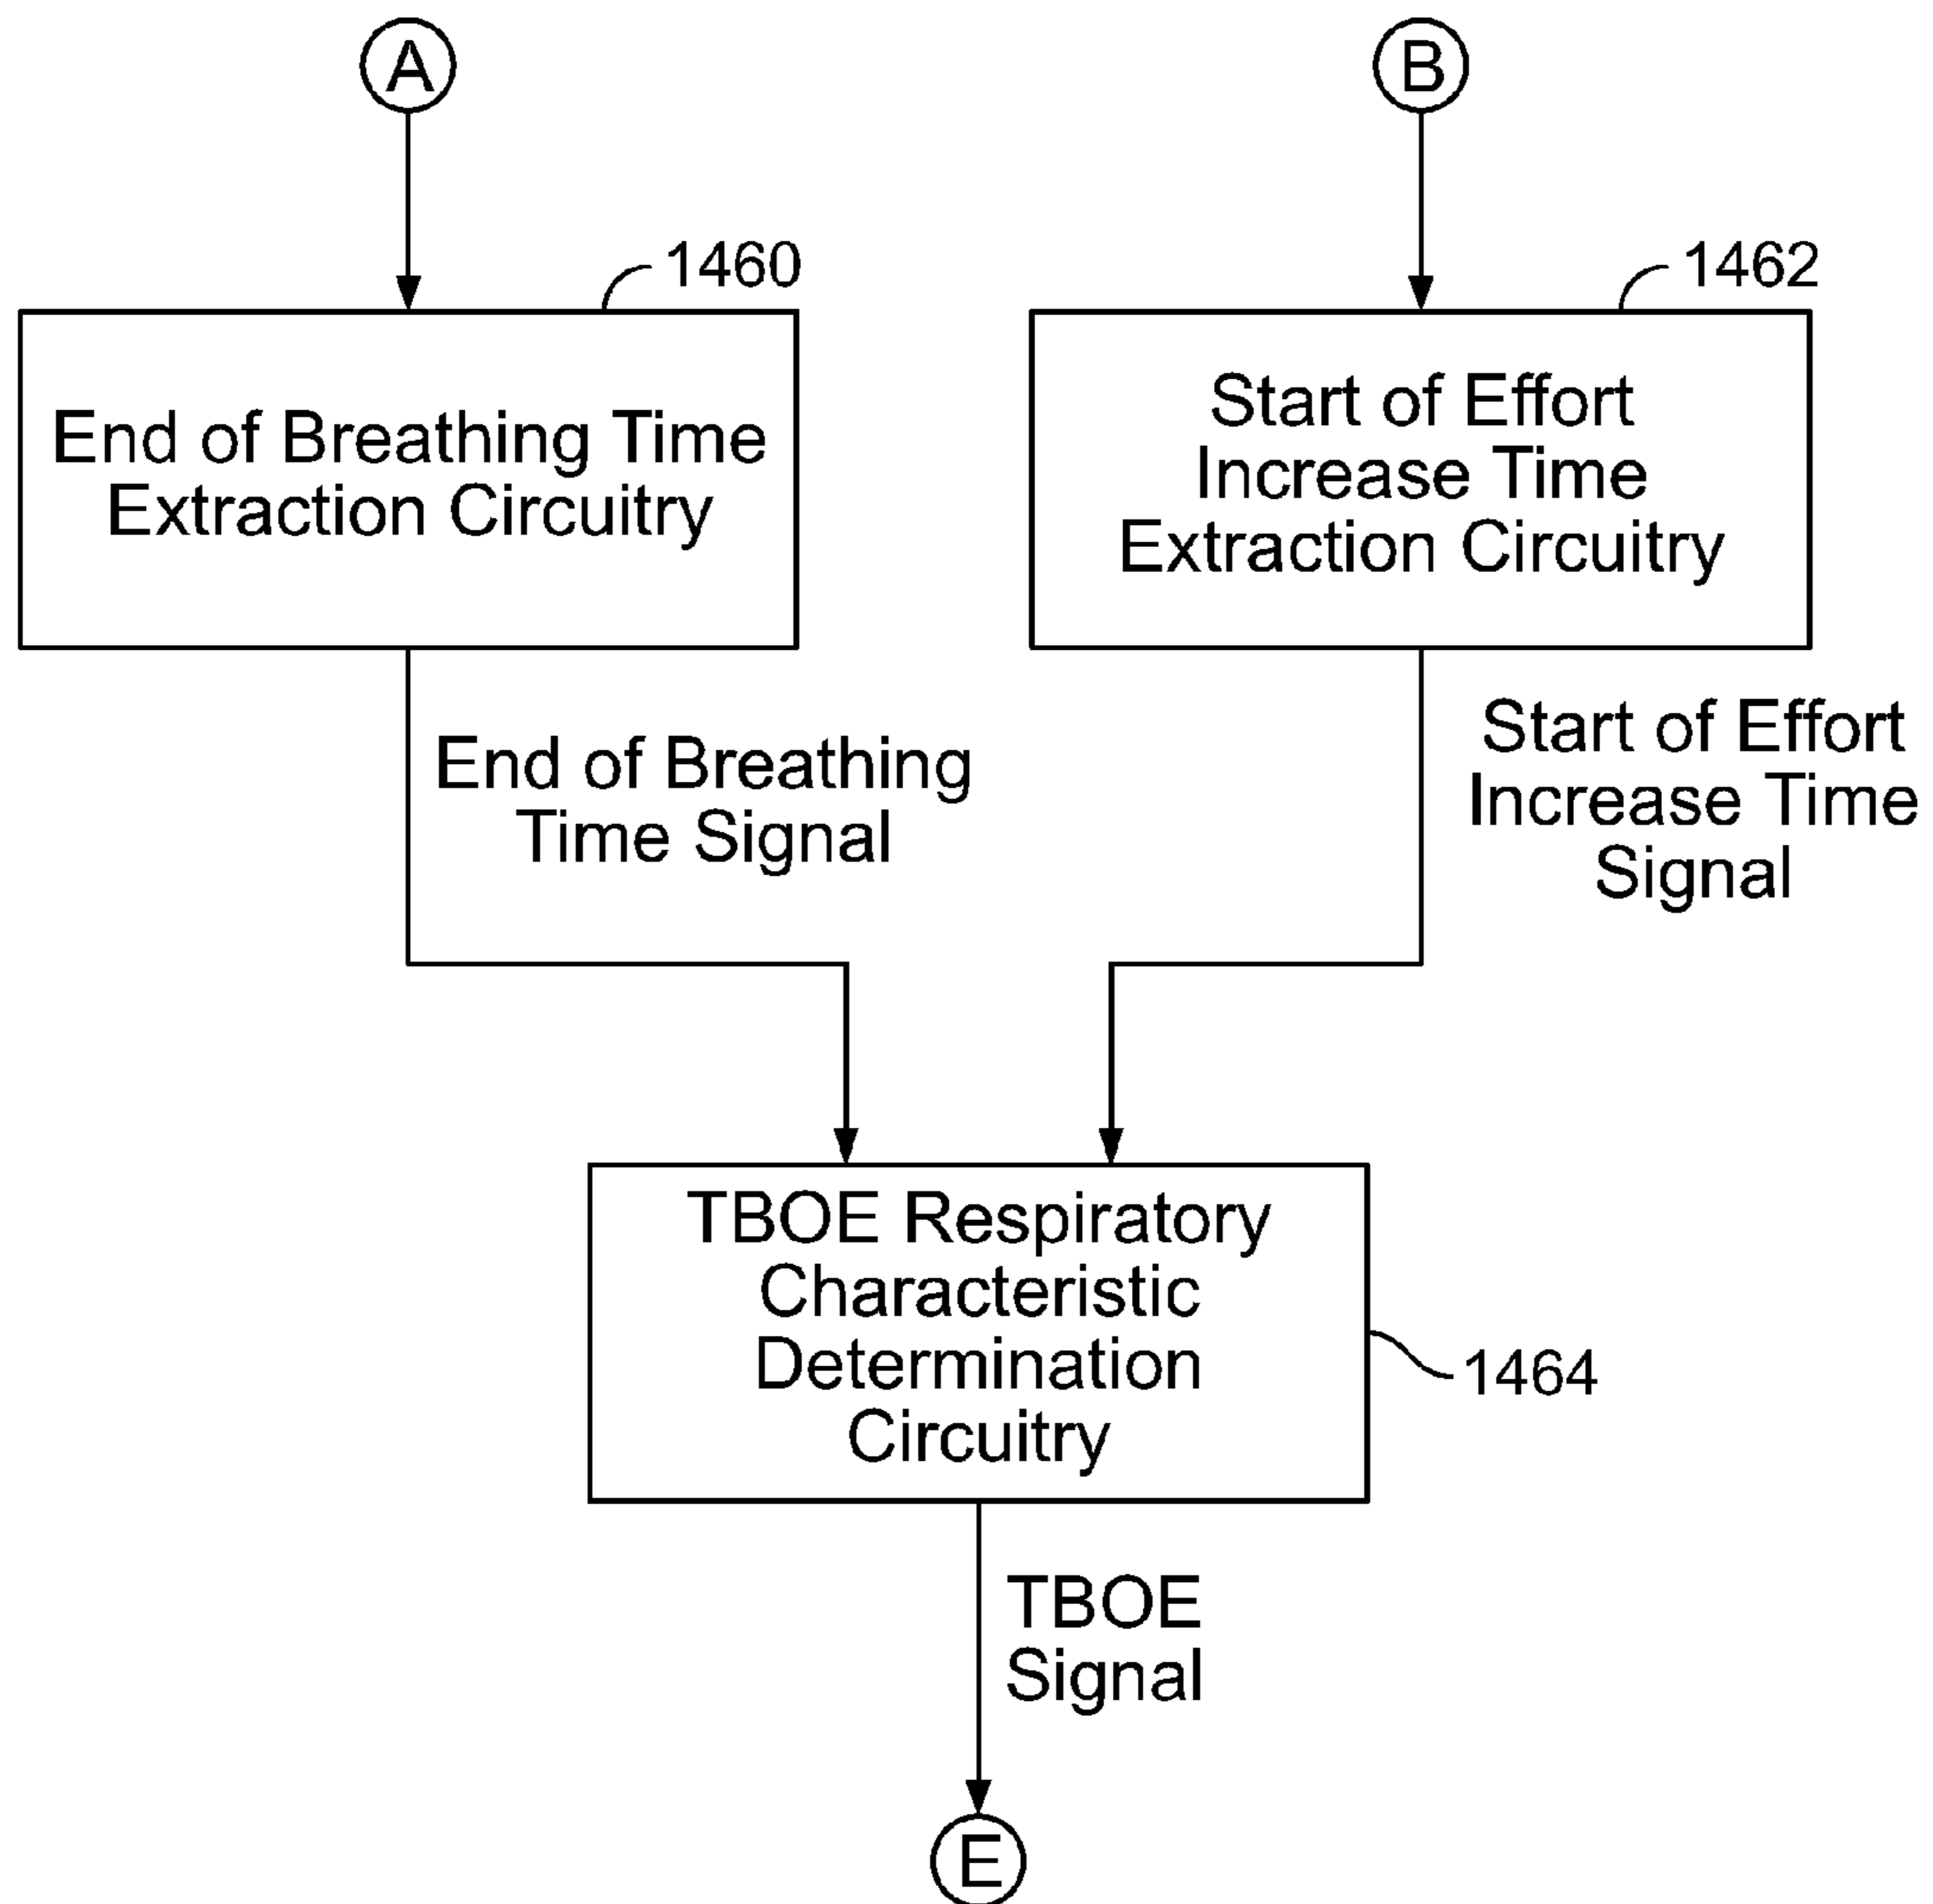 A
B
1460
1462
End of Breathing Time
Extraction Circuitry
Start of Effort
Increase Time
Extraction Circuitry
End of Breathing
Time Signal
Start of Effort
Increase Time
Signal
TBOE Respiratory
Characteristic
Determination
Circuitry
1464
TBOE
Signal
E